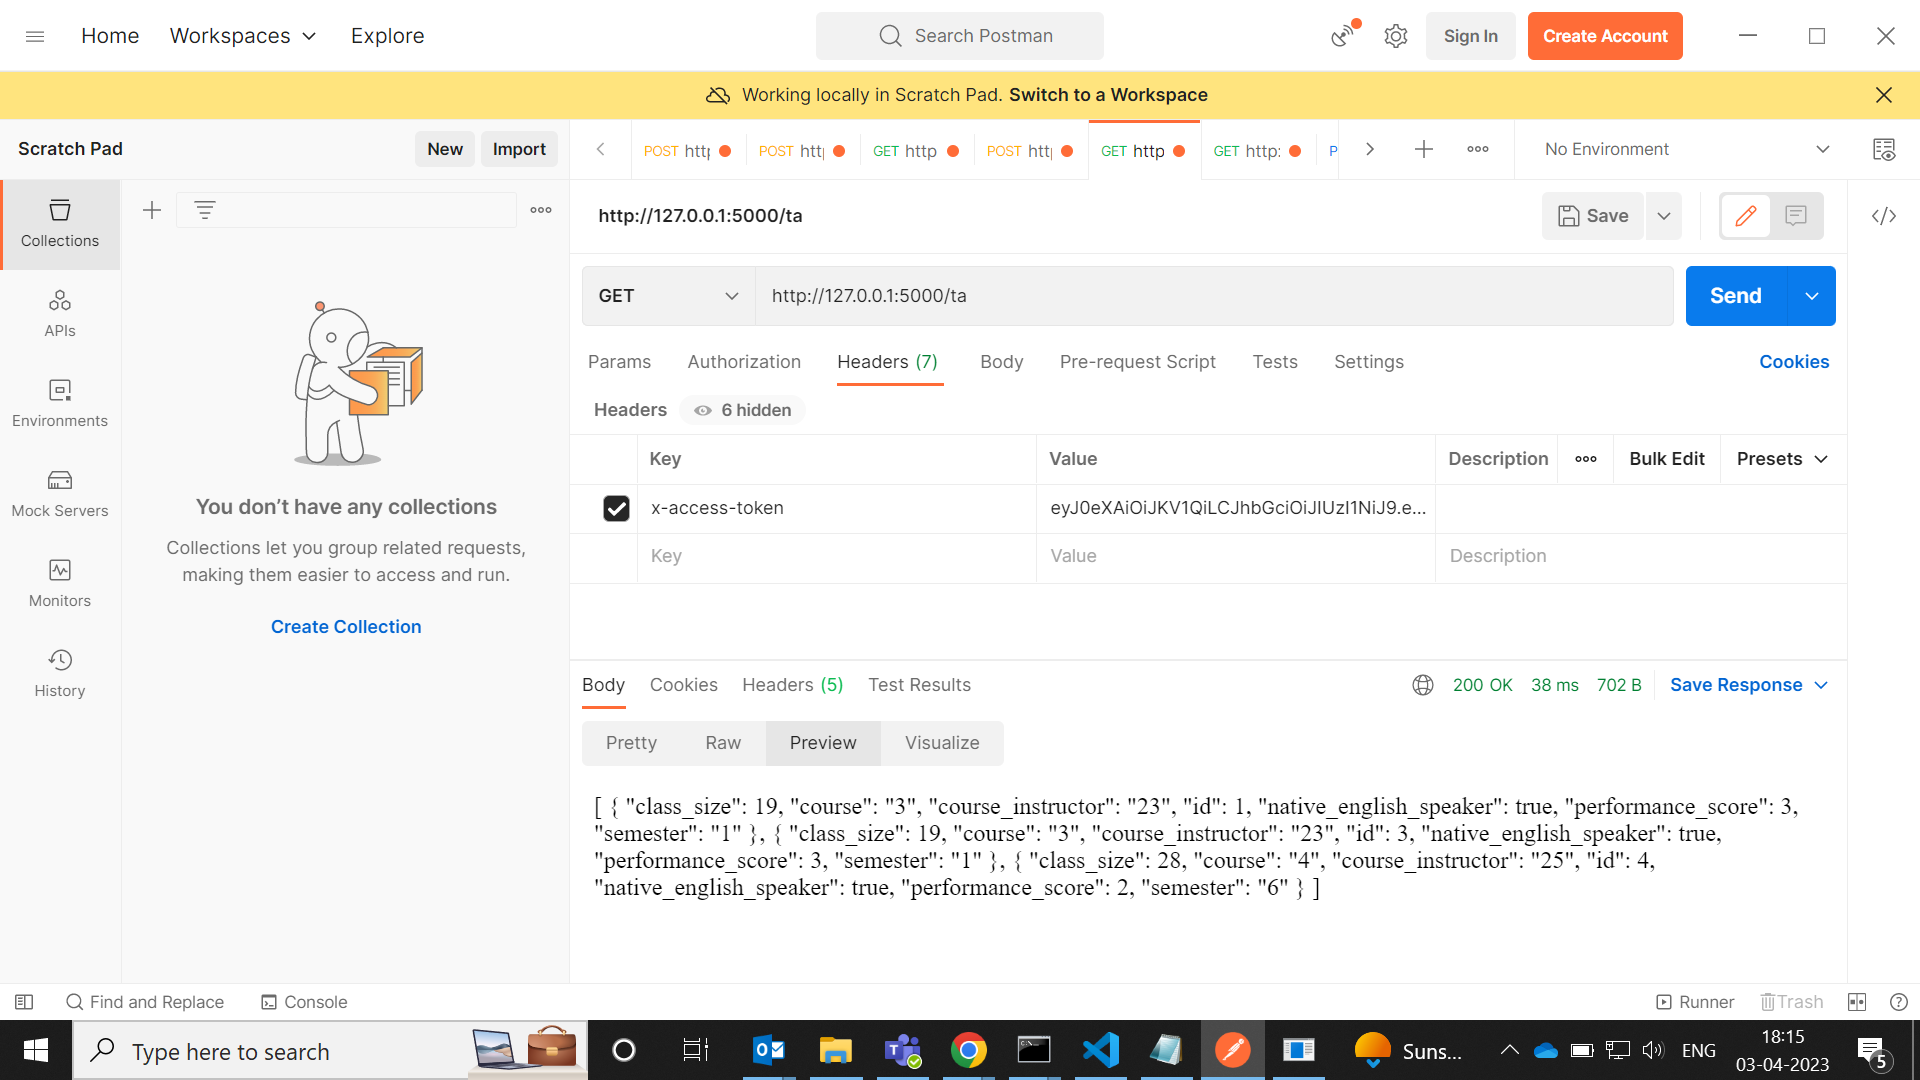 Home
Workspaces
Explore
Search Postman
Sign In
Create Account
Working locally in Scratch Pad. Switch to a Workspace
Scratch Pad
New
Import
POST http
POST http
GET http
POST http
GET http
GET http:
P
No Environment
Collections
APIs
Environments
Mock Servers
Monitors
History
You don't have any collections
Collections let you group related requests,
making them easier to access and run.
Create Collection
http://127.0.0.1:5000/ta
Save
GET
http://127.0.0.1:5000/ta
Send
Params
Authorization
Headers (7)
Body
Pre-request Script
Tests
Settings
Cookies
Headers
6 hidden
Key
Value
Description
Bulk Edit
Presets
x-access-token
eyJ0eXAiOiJKV1QiLCJhbGciOiJIUzI1NiJ9.e...
Key
Value
Description
Body
Cookies
Headers (5)
Test Results
200 OK
38 ms
702 B
Save Response
Pretty
Raw
Preview
Visualize
[ { "class_size": 19, "course": "3", "course_instructor": "23", "id": 1, "native_english_speaker": true, "performance_score": 3,
"semester": "1" }, { "class_size": 19, "course": "3", "course_instructor": "23", "id": 3, "native_english_speaker": true,
"performance_score": 3, "semester": "1" }, { "class_size": 28, "course": "4", "course_instructor": "25", "id": 4,
"native_english_speaker": true, "performance_score": 2, "semester": "6" } ]
Find and Replace
Console
Runner
Trash
Type here to search
Suns...
ENG
18:15
03-04-2023
5